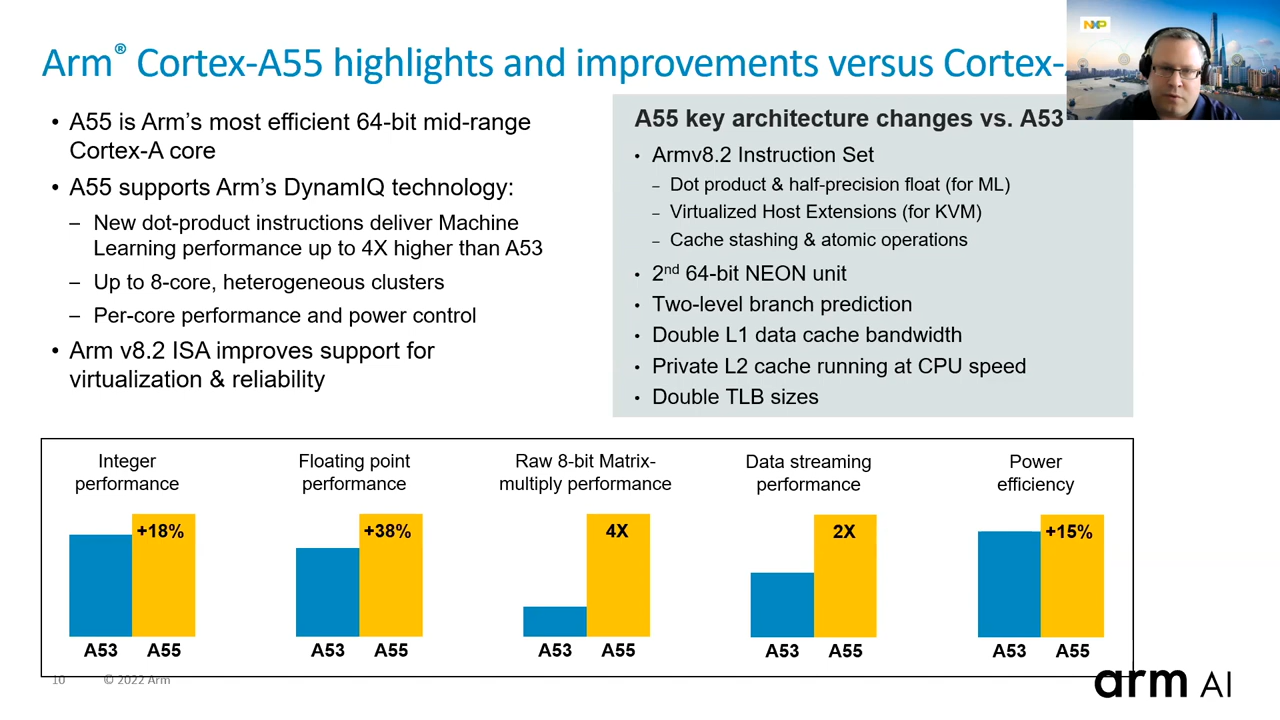 Arm® Cortex-A55 highlights and improvements versus Cortex-
NXP
• A55 is Arm's most efficient 64-bit mid-range
Cortex-A core
• A55 supports Arm's DynamIQ technology:
– New dot-product instructions deliver Machine
Learning performance up to 4X higher than A53
– Up to 8-core, heterogeneous clusters
– Per-core performance and power control
• Arm v8.2 ISA improves support for
virtualization & reliability
A55 key architecture changes vs. A53
• Armv8.2 Instruction Set
– Dot product & half-precision float (for ML)
– Virtualized Host Extensions (for KVM)
– Cache stashing & atomic operations
• 2nd 64-bit NEON unit
• Two-level branch prediction
• Double L1 data cache bandwidth
• Private L2 cache running at CPU speed
• Double TLB sizes
Integer
performance
+18%
A53 A55
Floating point
performance
+38%
A53 A55
Raw 8-bit Matrix-
multiply performance
4X
A53 A55
Data streaming
performance
2X
A53 A55
Power
efficiency
+15%
A53 A55
10 © 2022 Arm
arm AI